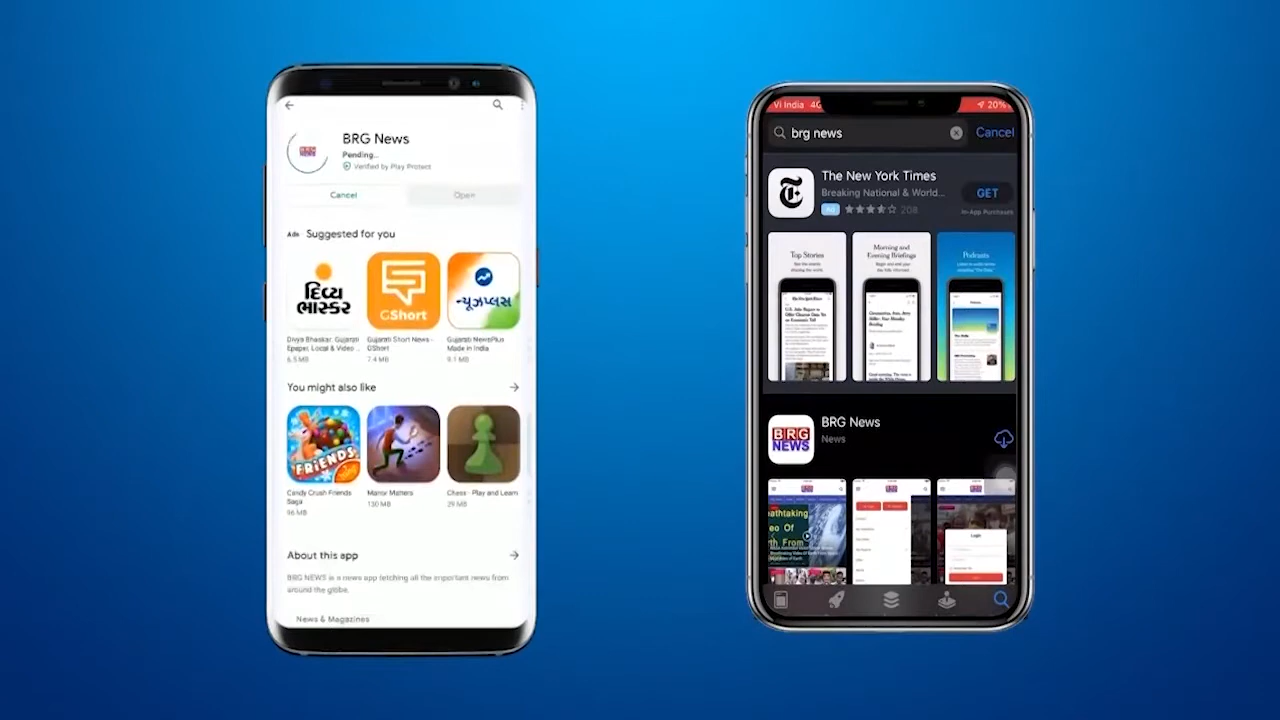 BRG News
Pending...
Verified by Play Protect
Cancel
Open
Ads Suggested for you
દિવ્ય
ભાસ્કર
GShort
ન્યૂઝપ્લસ
Divya Bhaskar: Gujarati
Epaper, Local & Video ...
6.5 MB
Gujarati Short News -
GShort
7.4 MB
Gujarati NewsPlus
Made in India
9.1 MB
You might also like
FRiENDS
Candy Crush Friends
Saga
96 MB
Manor Matters
130 MB
Chess · Play and Learn
29 MB
About this app
BRG NEWS is a news app fetching all the important news from
around the globe.
News & Magazines
Vi India 4G
20%
brg news
Cancel
The New York Times
Breaking National & World...
GET
Ad
208
In-App Purchases
Top Stories
Morning and
Evening Briefings
Podcasts
BRG
NEWS
BRG News
News
Login